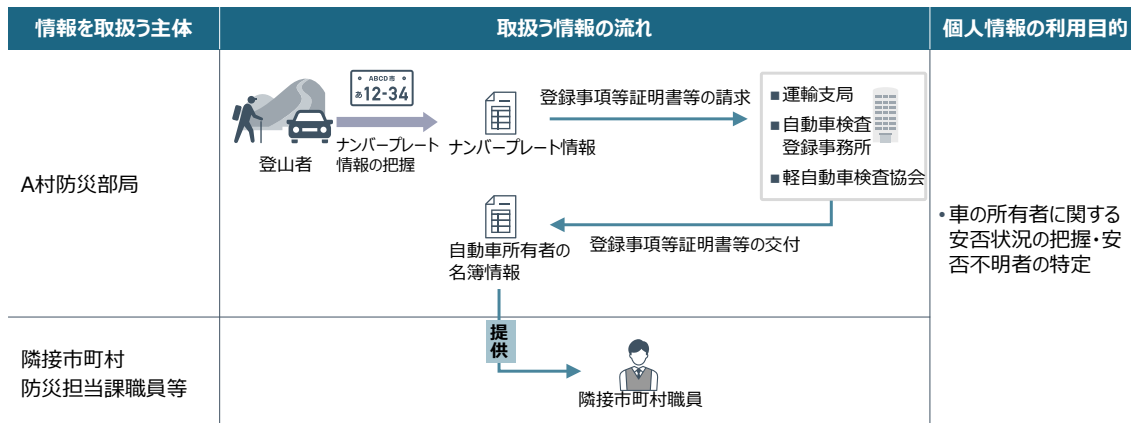 情報を取扱う主体
取扱う情報の流れ
個人情報の利用目的
A村防災部局
登山者
ABCD市
あ12-34
ナンバープレート
情報の把握
ナンバープレート情報
登録事項等証明書等の請求
■運輸支局
■自動車検査
登録事務所
■軽自動車検査協会
登録事項等証明書等の交付
自動車所有者の
名簿情報
・車の所有者に関する
安否状況の把握・安
否不明者の特定
隣接市町村
防災担当課職員等
提
供
隣接市町村職員